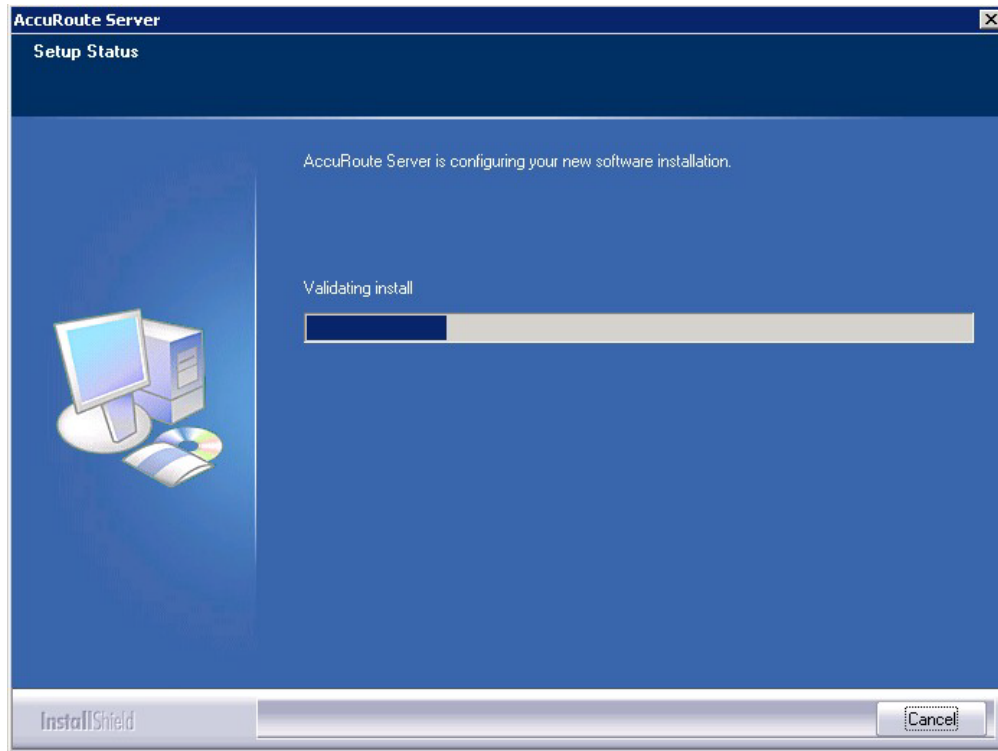 AccuRoute Server
Setup Status
AccuRoute Server is configuring your new software installation.
Validating install
InstallShield
Cancel